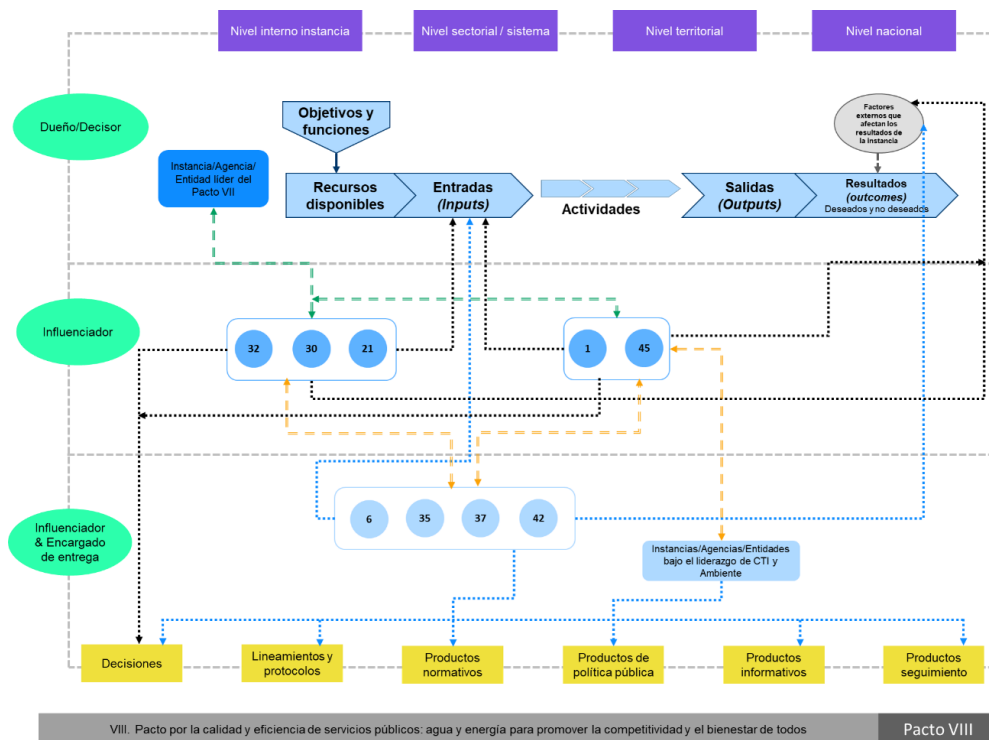 Nivel interno instancia
Nivel sectorial / sistema
Nivel territorial
Nivel nacional
Dueño/Decisor
Objetivos y
funciones
Factores
externos que
afectan los
resultados de
la instancia
Instancia/Agencia/
Entidad líder del
Pacto VII
Recursos
disponibles
Entradas
(Inputs)
Actividades
Salidas
(Outputs)
Resultados
(outcomes)
Deseados y no deseados
Influenciador
32
30
21
1
45
Influenciador
& Encargado
de entrega
6
35
37
42
Instancias/Agencias/Entidades
bajo el liderazgo de CTI y
Ambiente
Decisiones
Lineamientos y
protocolos
Productos
normativos
Productos de
política pública
Productos
informativos
Productos
seguimiento
VIII. Pacto por la calidad y eficiencia de servicios públicos: agua y energía para promover la competitividad y el bienestar de todos
Pacto VIII